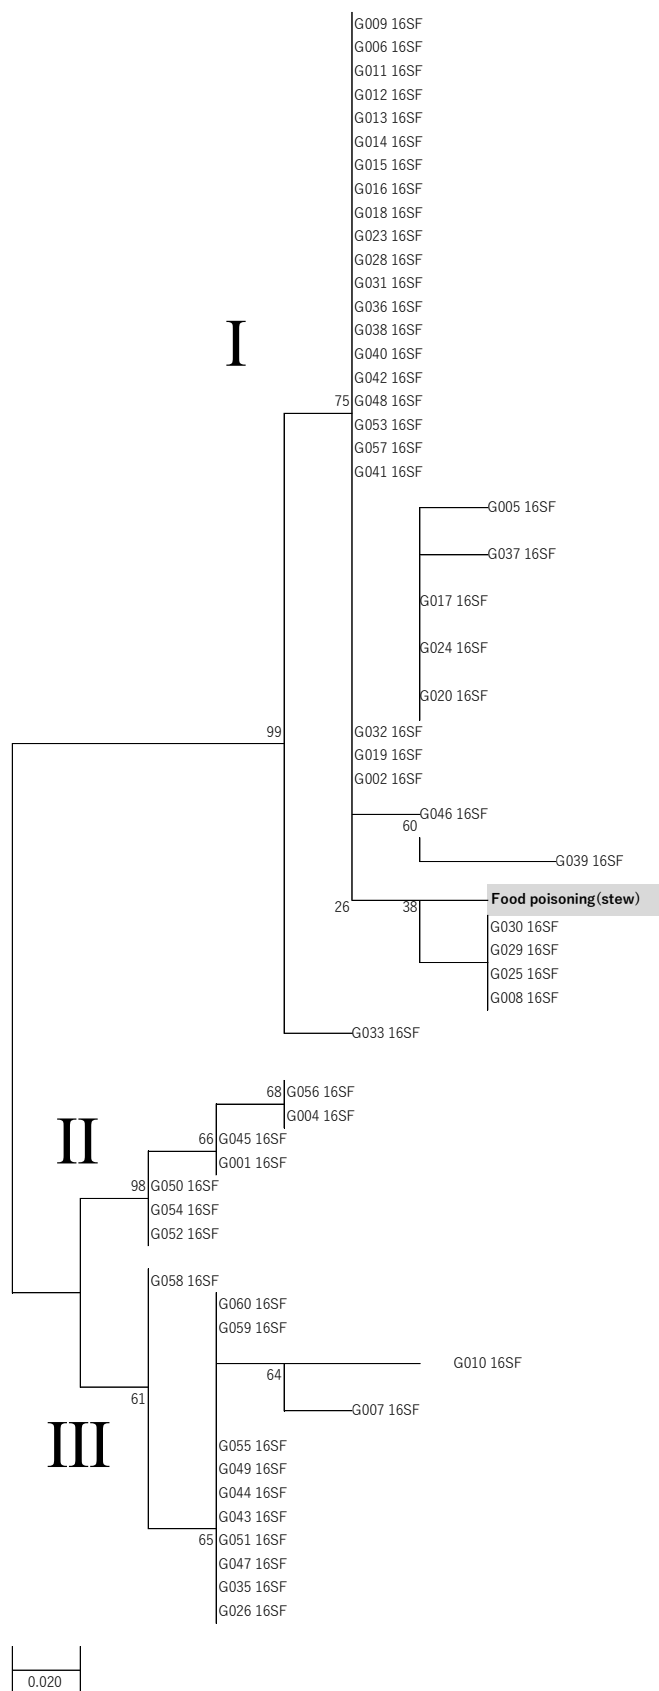 G009 16SF
G006 16SF
G011 16SF
G012 16SF
G013 16SF
G014 16SF
G015 16SF
G016 16SF
G018 16SF
G023 16SF
G028 16SF
G031 16SF
G036 16SF
I
G038 16SF
G040 16SF
G042 16SF
75 G048 16SF
G053 16SF
G057 16SF
G041 16SF
G005 16SF
G037 16SF
G017 16SF
G024 16SF
G020 16SF
99 G032 16SF
G019 16SF
G002 16SF
G046 16SF
60
G039 16SF
Food poisoning(stew)
26 38
G030 16SF
G029 16SF
G025 16SF
G008 16SF
G033 16SF
68 G056 16SF
G004 16SF
II
66 G045 16SF
G001 16SF
98 G050 16SF
G054 16SF
G052 16SF
G058 16SF
G060 16SF
G059 16SF
G010 16SF
64
61
G007 16SF
III
G055 16SF
G049 16SF
G044 16SF
G043 16SF
65 G051 16SF
G047 16SF
G035 16SF
G026 16SF
0.020